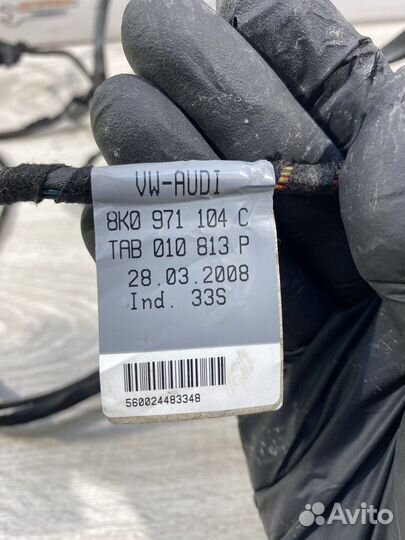 VW-AUDI
8K0 971 104 C
TAB 010 813 P
28.03.2008
Ind. 33S
560024483348
Avito